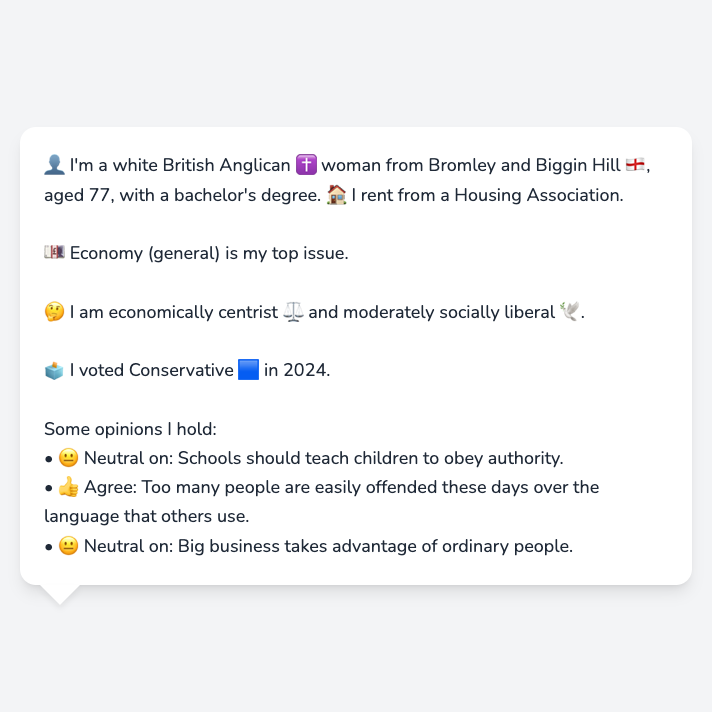 👤 I'm a white British Anglican ✝️ woman from Bromley and Biggin Hill 🏴󠁧󠁢󠁥󠁮󠁧󠁿,
aged 77, with a bachelor's degree. 🏠 I rent from a Housing Association.
💷 Economy (general) is my top issue.
🤔 I am economically centrist ⚖️ and moderately socially liberal 🕊️.
🗳️ I voted Conservative 🟦 in 2024.
Some opinions I hold:
• 😐 Neutral on: Schools should teach children to obey authority.
• 👍 Agree: Too many people are easily offended these days over the
language that others use.
• 😐 Neutral on: Big business takes advantage of ordinary people.